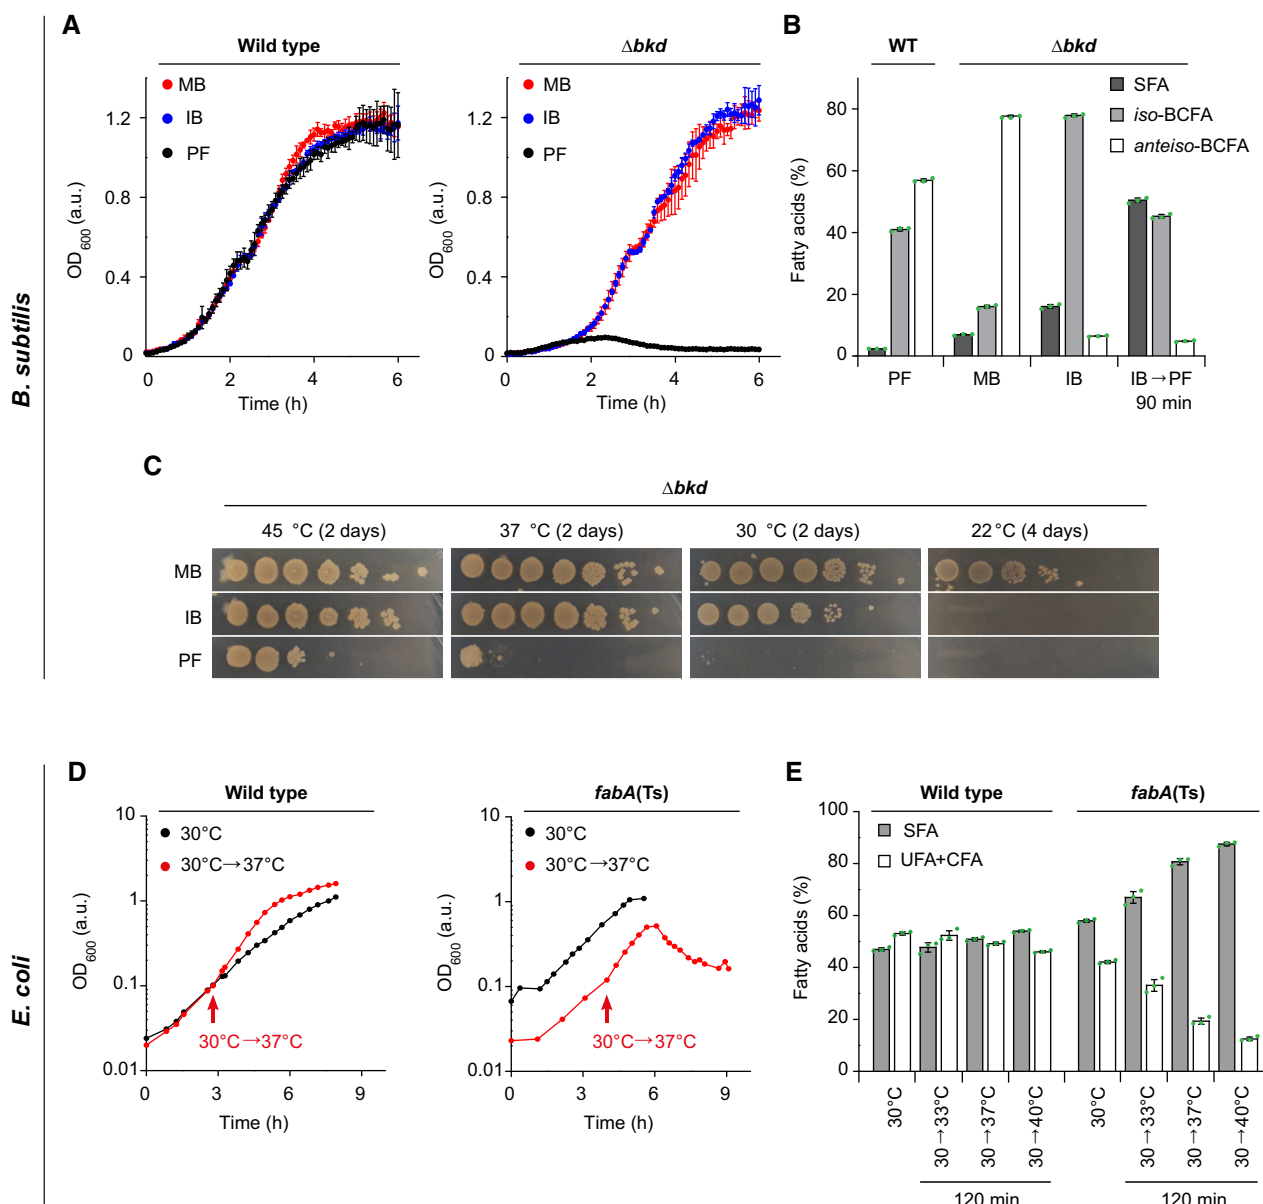 B. subtilis
A
Wild type
MB
IB
PF
OD600 (a.u.)
1.2
0.8
0.4
0
0 2 4 6
Time (h)
Δbkd
MB
IB
PF
OD600 (a.u.)
1.2
0.8
0.4
0
0 2 4 6
Time (h)
B
WT Δbkd
SFA
iso-BCFA
anteiso-BCFA
Fatty acids (%)
80
60
40
20
0
PF MB IB IB→PF
90 min
C
Δbkd
45 °C (2 days) 37 °C (2 days) 30 °C (2 days) 22°C (4 days)
MB
IB
PF
E. coli
D
Wild type
30°C
30°C→37°C
OD600 (a.u.)
10
1
0.1
0.01
30°C→37°C
0 3 6 9
Time (h)
fabA(Ts)
30°C
30°C→37°C
OD600 (a.u.)
10
1
0.1
0.01
30°C→37°C
0 3 6 9
Time (h)
E
Wild type fabA(Ts)
SFA
UFA+CFA
Fatty acids (%)
100
80
60
40
20
0
30°C 30→33°C 30→37°C 30→40°C 30°C 30→33°C 30→37°C 30→40°C
120 min 120 min